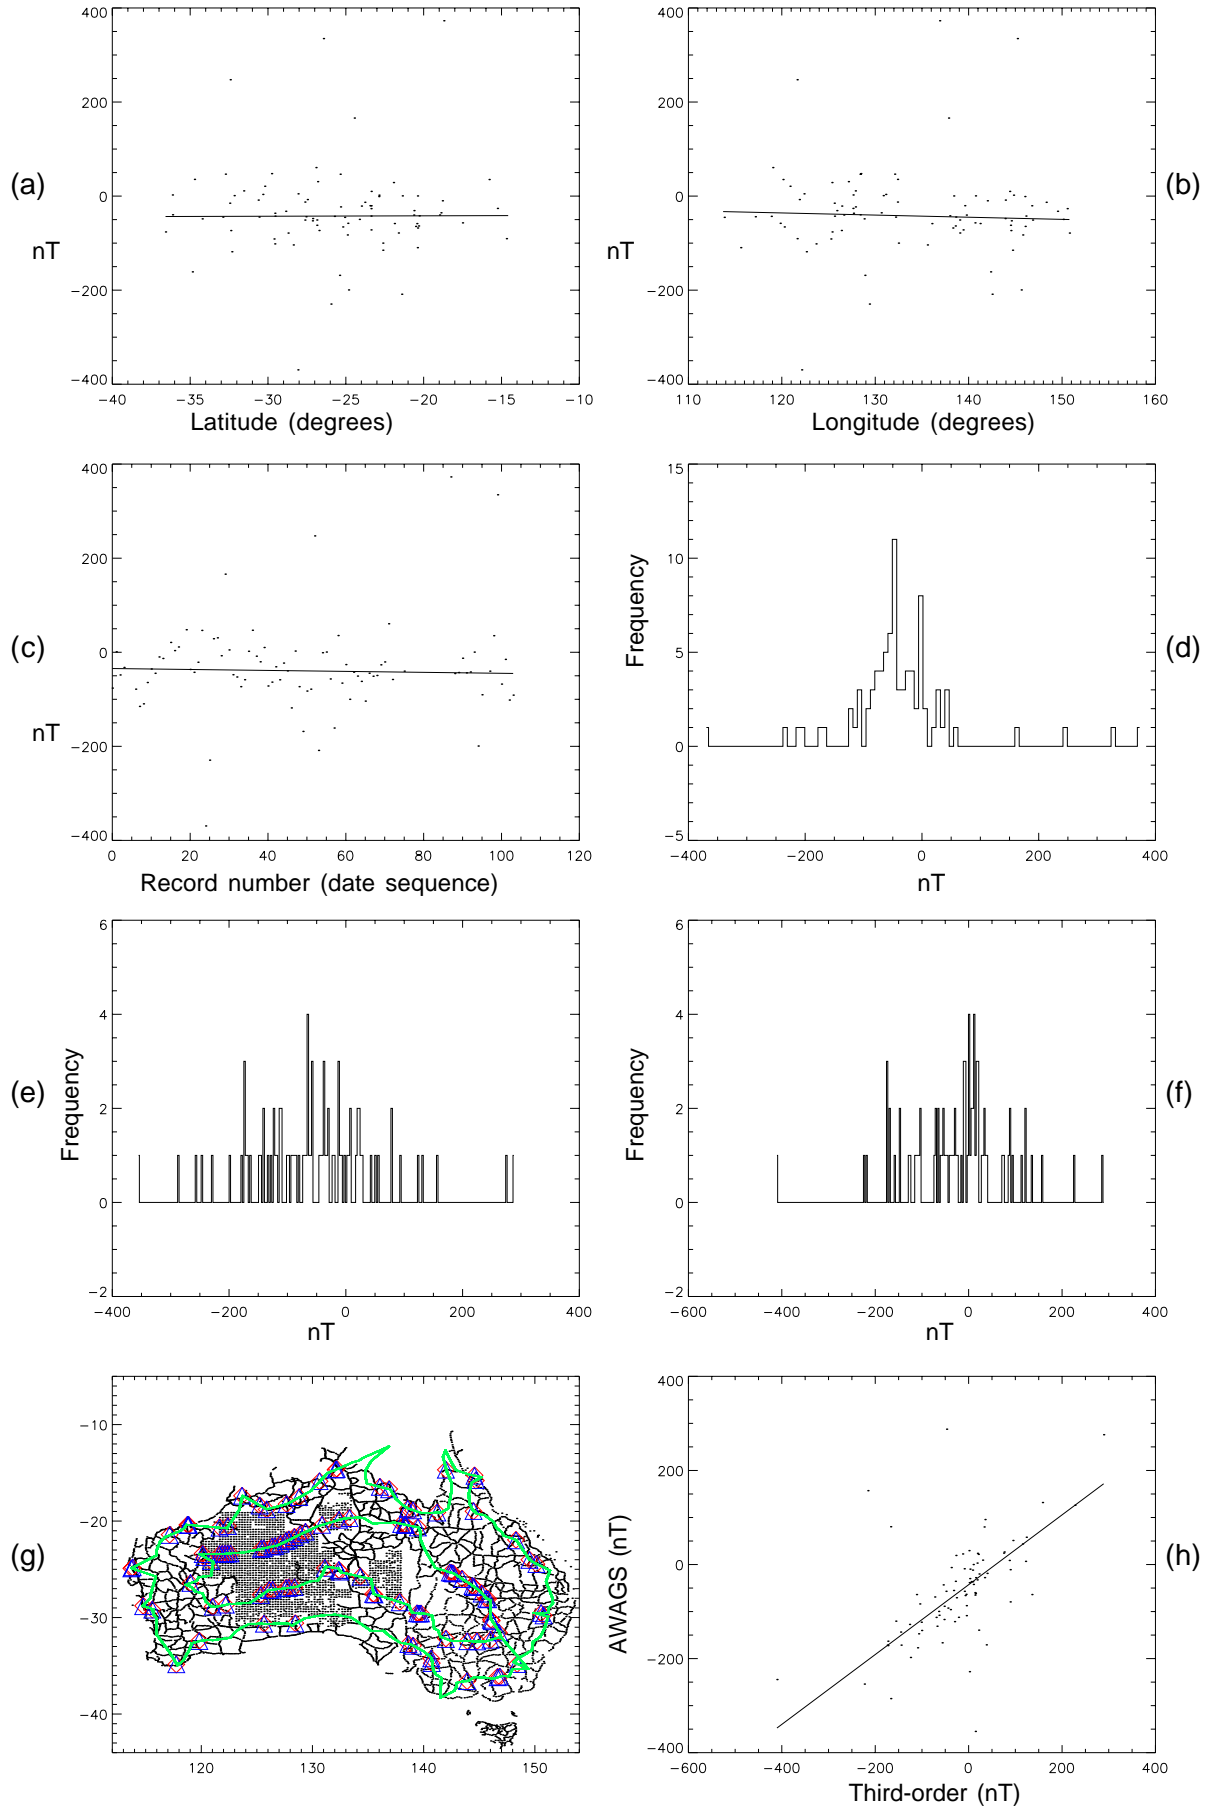 400
200
0
−200
−400
−40 −35 −30 −25 −20 −15 −10
(a)
nT
Latitude (degrees)
400
200
0
−200
−400
110 120 130 140 150 160
nT
(b)
Longitude (degrees)
400
200
0
−200
−400
0 20 40 60 80 100 120
(c)
nT
Record number (date sequence)
15
10
5
0
−5
−400 −200 0 200 400
Frequency
(d)
nT
6
4
2
0
−2
−400 −200 0 200 400
(e)
Frequency
nT
6
4
2
0
−2
−600 −400 −200 0 200 400
Frequency
(f)
nT
−10
−20
−30
−40
120 130 140 150
(g)
400
200
0
−200
−400
−600 −400 −200 0 200 400
AWAGS (nT)
(h)
Third-order (nT)